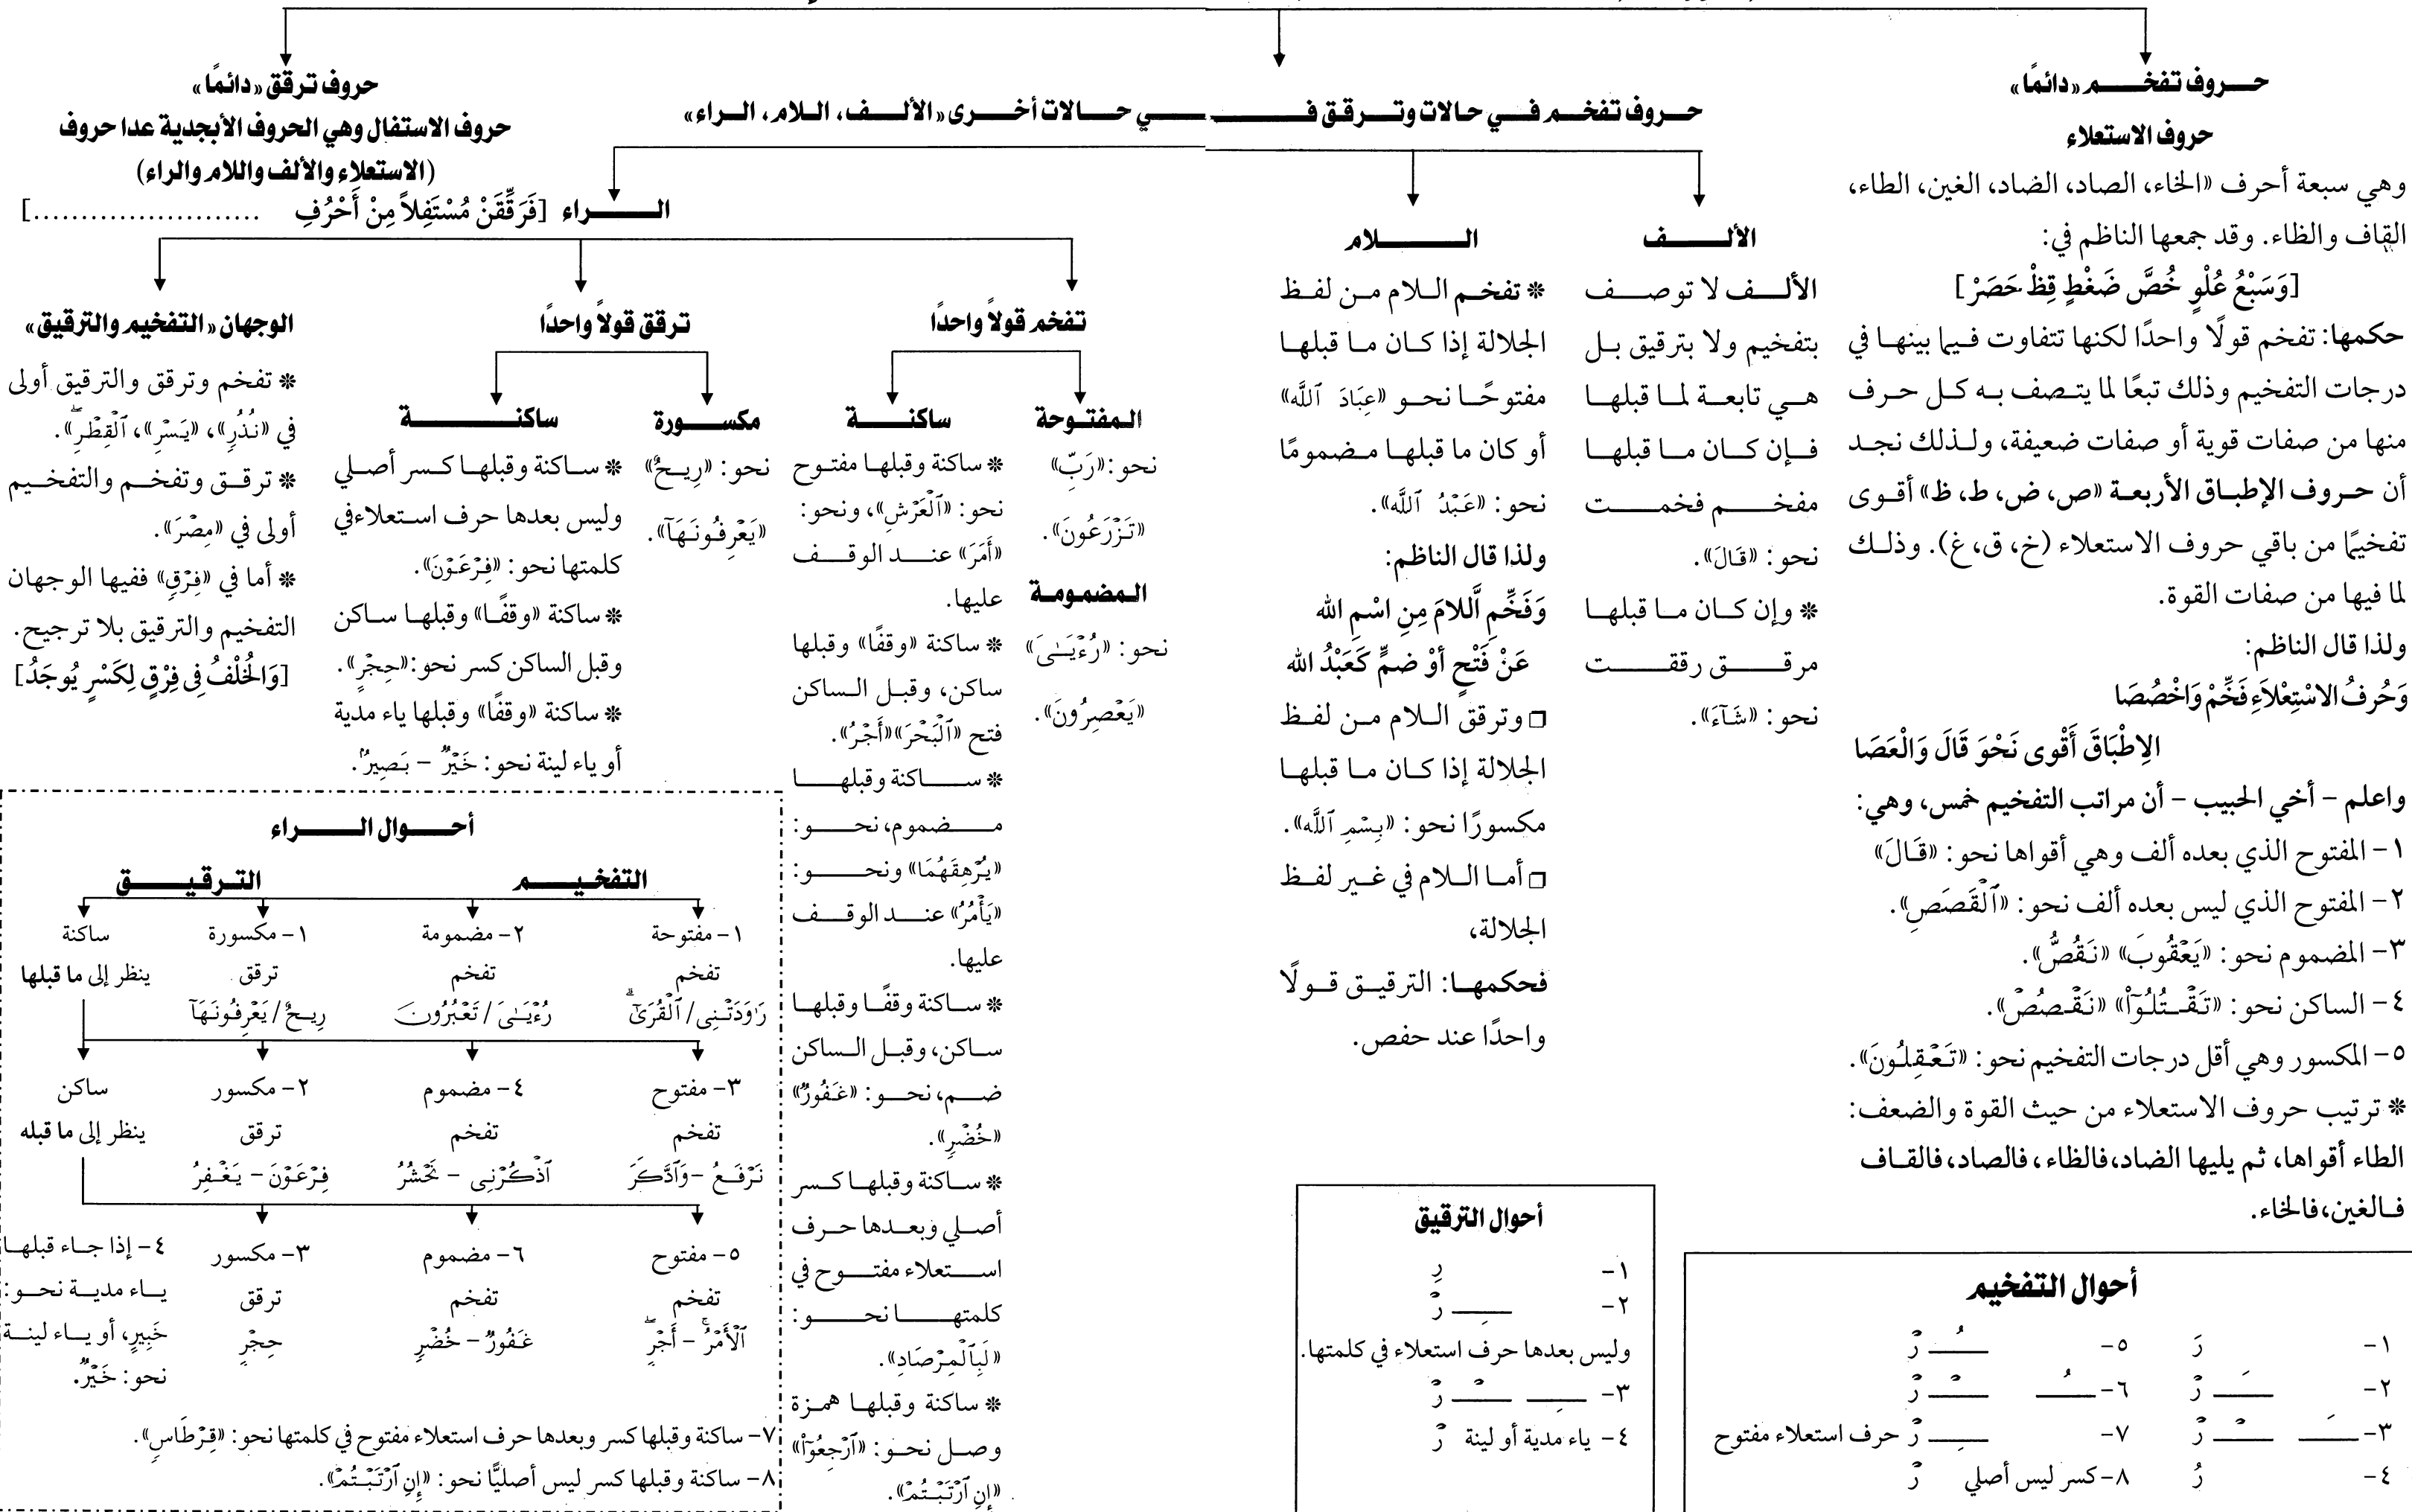 حروف تفخم «دائمًا»
حروف الاستعلاء
وهي سبعة أحرف «الخاء، الصاد، الضاد، الغين، الطاء،
القاف والظاء. وقد جمعها الناظم في:
[وَسَبْعُ عُلْوٍ خُصَّ ضَغْطٍ قِظْ حَصَرْ]
حكمها: تفخم قولًا واحدًا لكنها تتفاوت فيما بينها في
درجات التفخيم وذلك تبعًا لما يتصف به كل حرف
منها من صفات قوية أو صفات ضعيفة، ولذلك نجد
أن حروف الإطباق الأربعة «ص، ض، ط، ظ» أقوى
تفخيمًا من باقي حروف الاستعلاء (خ، ق، غ). وذلك
لما فيها من صفات القوة.
ولذا قال الناظم:
وَحُرفُ الاسْتِعْلاَءِ فَخِّمْ وَاخْصُصَا
الِاطْبَاقَ أَقْوى نَحْوَ قَالَ وَالْعَصَا
واعلم – أخي الحبيب – أن مراتب التفخيم خمس، وهي:
١- المفتوح الذي بعده ألف وهي أقواها نحو: «قَالَ»
٢- المفتوح الذي ليس بعده ألف نحو: «ٱلْقَصَصِ».
٣- المضموم نحو: «يَعْقُوبَ» «نَقُصُّ».
٤- الساكن نحو: «تَقْـتُلُوٓاْ» «نَقْصُصْ».
٥- المكسور وهي أقل درجات التفخيم نحو: «تَعْقِلُونَ».
❊ ترتيب حروف الاستعلاء من حيث القوة والضعف:
الطاء أقواها، ثم يليها الضاد،فالظاء ،فالصاد،فالقاف
فالغين،فالخاء.
أحوال التفخيم
١- رَ
٢- ـَـ رْ
٣- ـَـ ـْـ رْ
٤- رُ
٥- ـُـ رْ
٦- ـُـ ـْـ رْ
٧- ـِـ رْ حرف استعلاء مفتوح
٨- كسر ليس أصلي رْ
حروف تفخم في حالات وترقق في حالات أخرى «الألف، اللام، الراء»
الألف
الألف لا توصف
بتفخيم ولا بترقيق بل
هي تابعة لما قبلها
فإن كان ما قبلها
مفخم فخمت
نحو: «قَالَ».
❊ وإن كان ما قبلها
مرقق رققت
نحو: «شَآءَ».
اللام
❊ تفخم اللام من لفظ
الجلالة إذا كان ما قبلها
مفتوحًا نحو «عِبَادَ ٱللَّه»
أو كان ما قبلها مضمومًا
نحو: «عَبْدُ ٱللَّه».
ولذا قال الناظم:
وَفَخِّمِ اَّللامَ مِنِ اسْمِ الله
عَنْ فَتْحٍ أوْ ضمٍّ كَعَبْدُ الله
❒ وترقق اللام من لفظ
الجلالة إذا كان ما قبلها
مكسورًا نحو: «بِسْمِ ٱللَّه».
❒ أما اللام في غير لفظ
الجلالة،
فحكمها: الترقيق قولًا
واحدًا عند حفص.
أحوال الترقيق
١- رِ
٢- ـِـ رْ
وليس بعدها حرف استعلاء في كلمتها.
٣- ـِـ ـْـ رْ
٤- ياء مدية أو لينة رْ
الراء
تفخم قولاً واحدًا
المفتوحة
نحو: «رَبِّ»
«تَزْرَعُونَ».
المضمومة
نحو: «رُءْيَـٰىَ»
«يَعْصِرُونَ».
ساكنة
❊ ساكنة وقبلها مفتوح
نحو: «ٱلْعَرْشِ»، ونحو:
«أَمَرَ» عند الوقف
عليها.
❊ ساكنة «وقفًا» وقبلها
ساكن، وقبل الساكن
فتح «ٱلْبَحْرَ»«أَجْرُ».
❊ ساكنة وقبلها
مضموم، نحو:
«يُرْهِقَهُمَا» ونحو:
«يَأْمُرُ» عند الوقف
عليها.
❊ ساكنة وقفًا وقبلها
ساكن، وقبل الساكن
ضم، نحو: «غَفُورٌ»
«خُضْرٍ».
❊ ساكنة وقبلها كسر
أصلي وبعدها حرف
استعلاء مفتوح في
كلمتها نحو:
«لَبِٱلْمِرْصَادِ».
❊ ساكنة وقبلها همزة
وصل نحو: «ٱرْجِعُوٓاْ»
«إِنِ ٱرْتَبْتُمْ».
ترقق قولاً واحدًا
مكسورة
نحو: «رِيحٌ»
«يَعْرِفُونَهَآ».
ساكنة
❊ ساكنة وقبلها كسر أصلي
وليس بعدها حرف استعلاء في
كلمتها نحو: «فِرْعَوْنَ».
❊ ساكنة «وقفًا» وقبلها ساكن
وقبل الساكن كسر نحو:«حِجْرٍ».
❊ ساكنة «وقفًا» وقبلها ياء مدية
أو ياء لينة نحو: خَيْرٌ – بَصِيرٌ.
الوجهان «التفخيم والترقيق»
❊ تفخم وترقق والترقيق أولى
في «نُذُرِ»، «يَسْرِ»، ٱلْقِطْرِ».
❊ ترقق وتفخم والتفخيم
أولى في «مِصْرَ».
❊ أما في «فِرْقٍ» ففيها الوجهان
التفخيم والترقيق بلا ترجيح.
[وَالْخُلْفُ فِي فِرْقٍ لِكَسْرٍ يُوجَدُ]
حروف ترقق «دائمًا»
حروف الاستفال وهي الحروف الأبجدية عدا حروف
(الاستعلاء والألف واللام والراء)
[فَرَقِّقَنْ مُسْتَفِلاً مِنْ أَحْرُفِ ........................]
أحوال الراء
التفخيم الترقيق
١- مفتوحة ٢- مضمومة ١- مكسورة ساكنة
تفخم تفخم ترقق ينظر إلى ما قبلها
رَٰوَدَتْنِى/ ٱلْقُرَىٰٓ رُءْيَـٰىَ / تَعْبُرُونَ رِيحٌ / يَعْرِفُونَهَآ
٣- مفتوح ٤- مضموم ٢- مكسور ساكن
تفخم تفخم ترقق ينظر إلى ما قبله
نَرْفَعُ – وَٱدَّكَرَ ٱذْكُرْنِى – نَحْشُرُ فِرْعَوْنَ – يَغْفِرُ
٥- مفتوح ٦- مضموم ٣- مكسور ٤- إذا جاء قبلها
تفخم تفخم ترقق ياء مدية نحو:
ٱلْأَمْرُ – أَجْرٍ غَفُورٌ – خُضْرٍ حِجْرٍ خَبِيرٍ، أو ياء لينة
نحو: خَيْرٌ.
٧- ساكنة وقبلها كسر وبعدها حرف استعلاء مفتوح في كلمتها نحو: «قِرْطَاسٍ».
٨- ساكنة وقبلها كسر ليس أصليًّا نحو: «إِنِ ٱرْتَبْتُمْ».